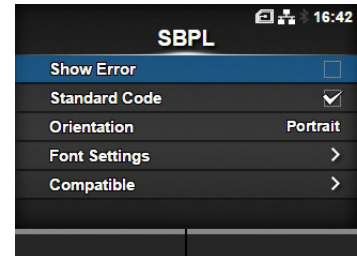 16:42
SBPL
Show Error
Standard Code
Orientation Portrait
Font Settings
Compatible